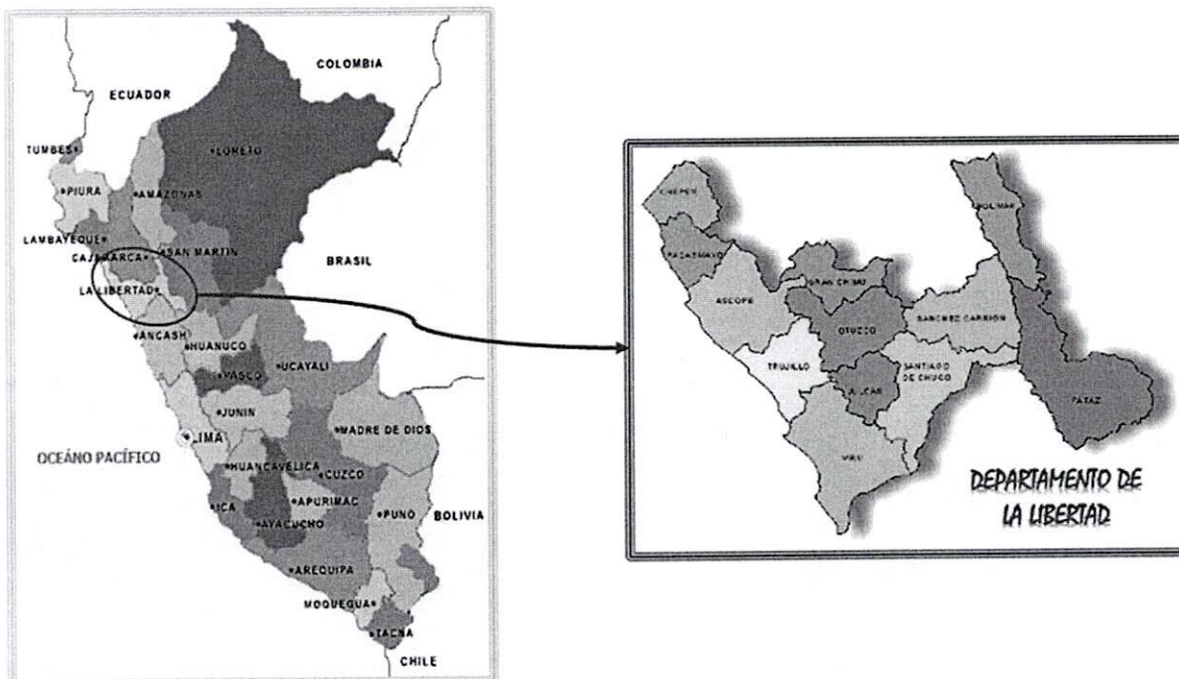 COLOMBIA
ECUADOR
LORETO
TUMBES
PIURA
AMAZONAS
LAMBAYEQUE
CAJAMARCA
SAN MARTIN
BRASIL
LA LIBERTAD
ANCASH
HUANUCO
UCAYALI
PASCO
JUNIN
LIMA
MADRE DE DIOS
OCEÁNO PACÍFICO
HUANCAVELICA
CUZCO
ICA
APURIMAC
AYACUCHO
PUNO
BOLIVIA
AREQUIPA
MOQUEGUA
TACNA
CHILE
CHEPEN
BOLIVAR
PACASMAYO
GRAN CHIMU
ASCOPE
SANCHEZ CARRION
OTUZCO
TRUJILLO
SANTIAGO
DE CHUCO
JULCAN
PATAZ
VIRU
DEPARTAMENTO DE
LA LIBERTAD